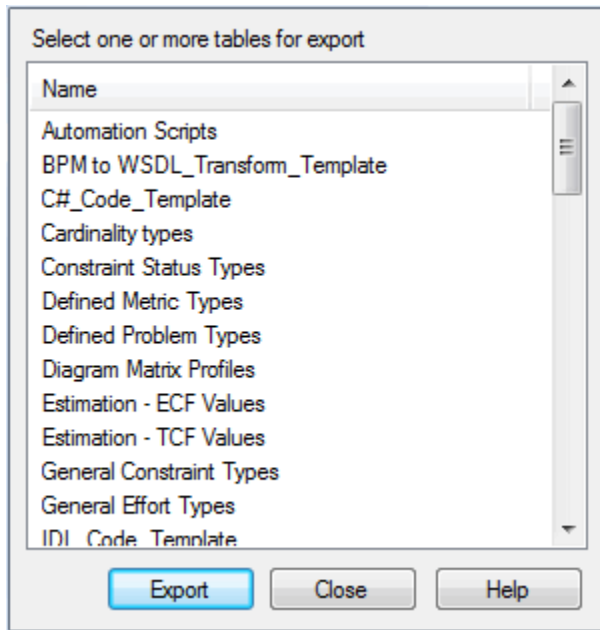 Select one or more tables for export
Name
Automation Scripts
BPM to WSDL_Transform_Template
C#_Code_Template
Cardinality types
Constraint Status Types
Defined Metric Types
Defined Problem Types
Diagram Matrix Profiles
Estimation - ECF Values
Estimation - TCF Values
General Constraint Types
General Effort Types
IDL_Code_Template
Export Close Help